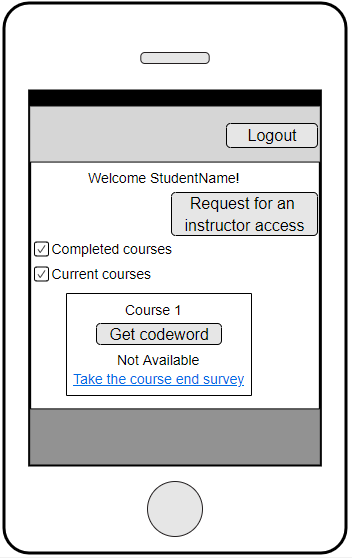 Logout
Welcome StudentName!
Request for an
instructor access
Completed courses
Current courses
Course 1
Get codeword
Not Available
Take the course end survey